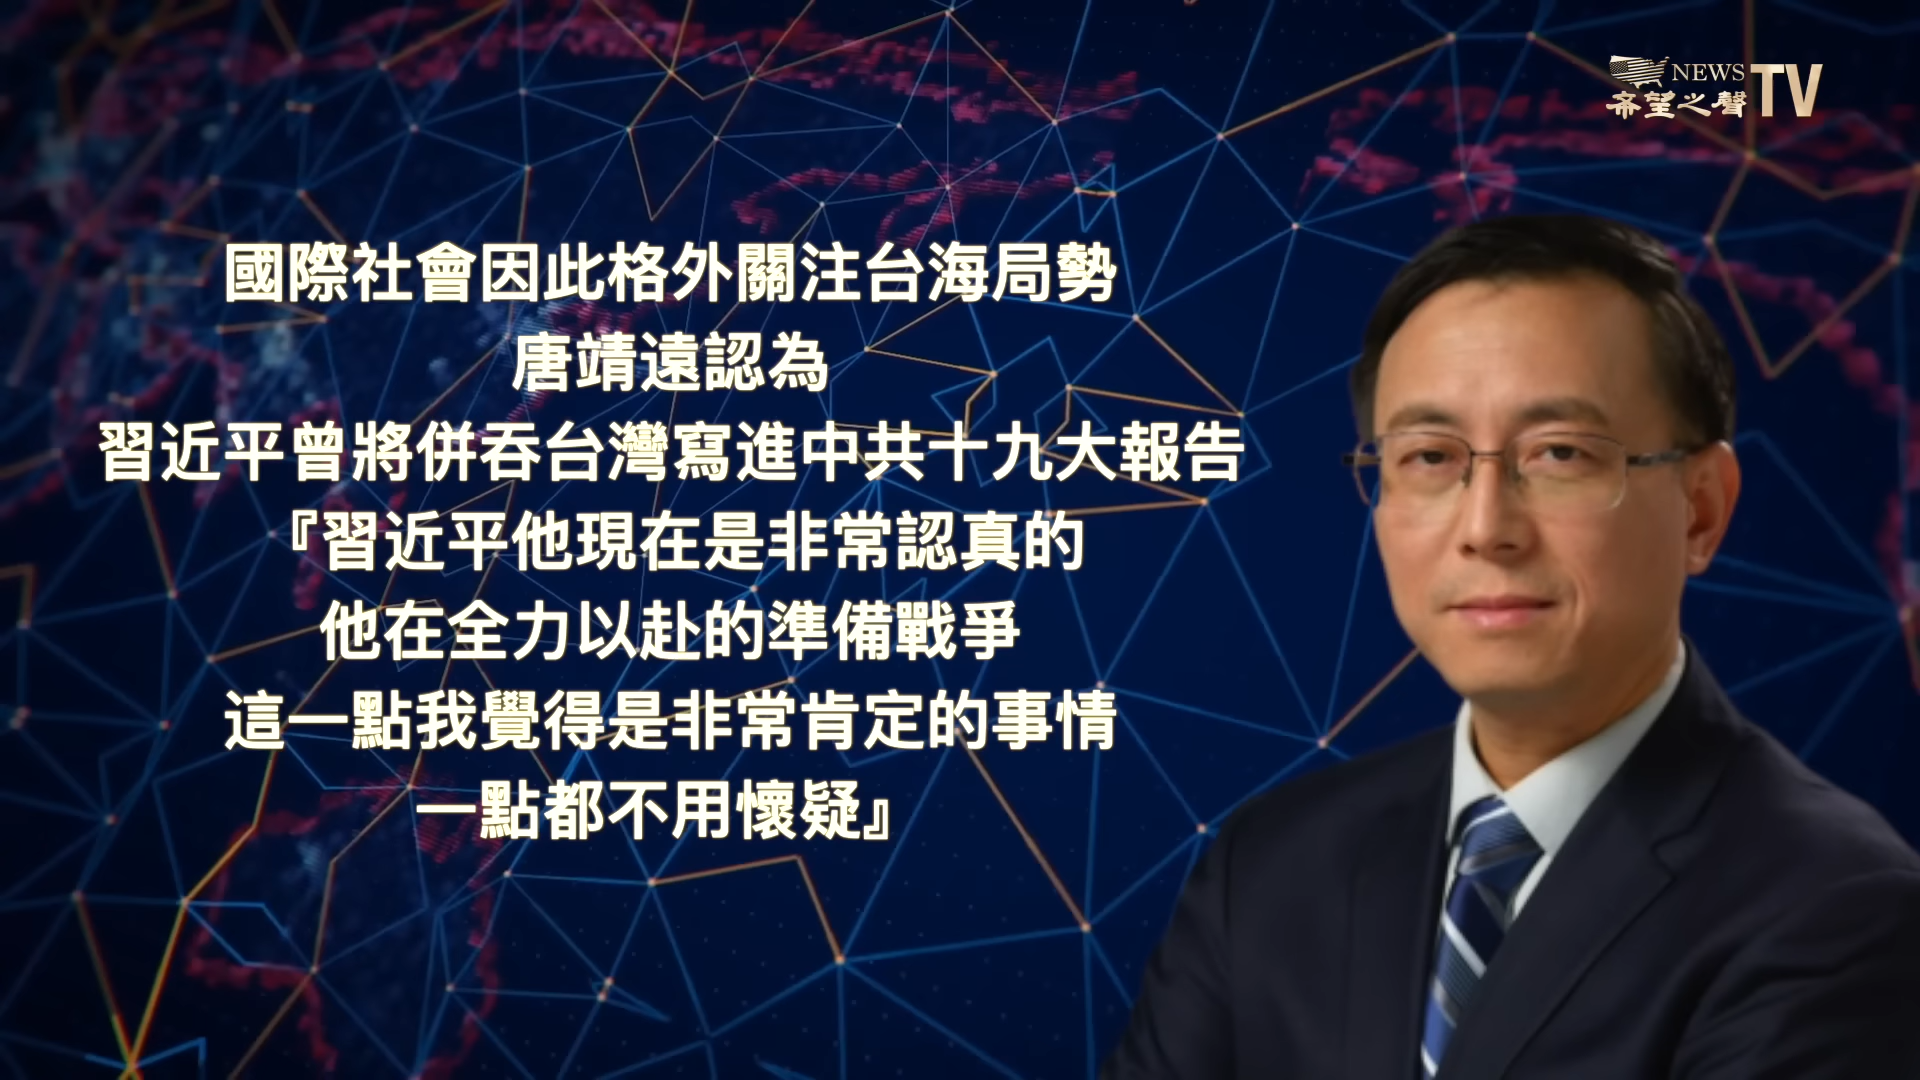 NEWS
希望之聲TV
國際社會因此格外關注台海局勢
唐靖遠認為
習近平曾將併吞台灣寫進中共十九大報告
『習近平他現在是非常認真的
他在全力以赴的準備戰爭
這一點我覺得是非常肯定的事情
一點都不用懷疑』